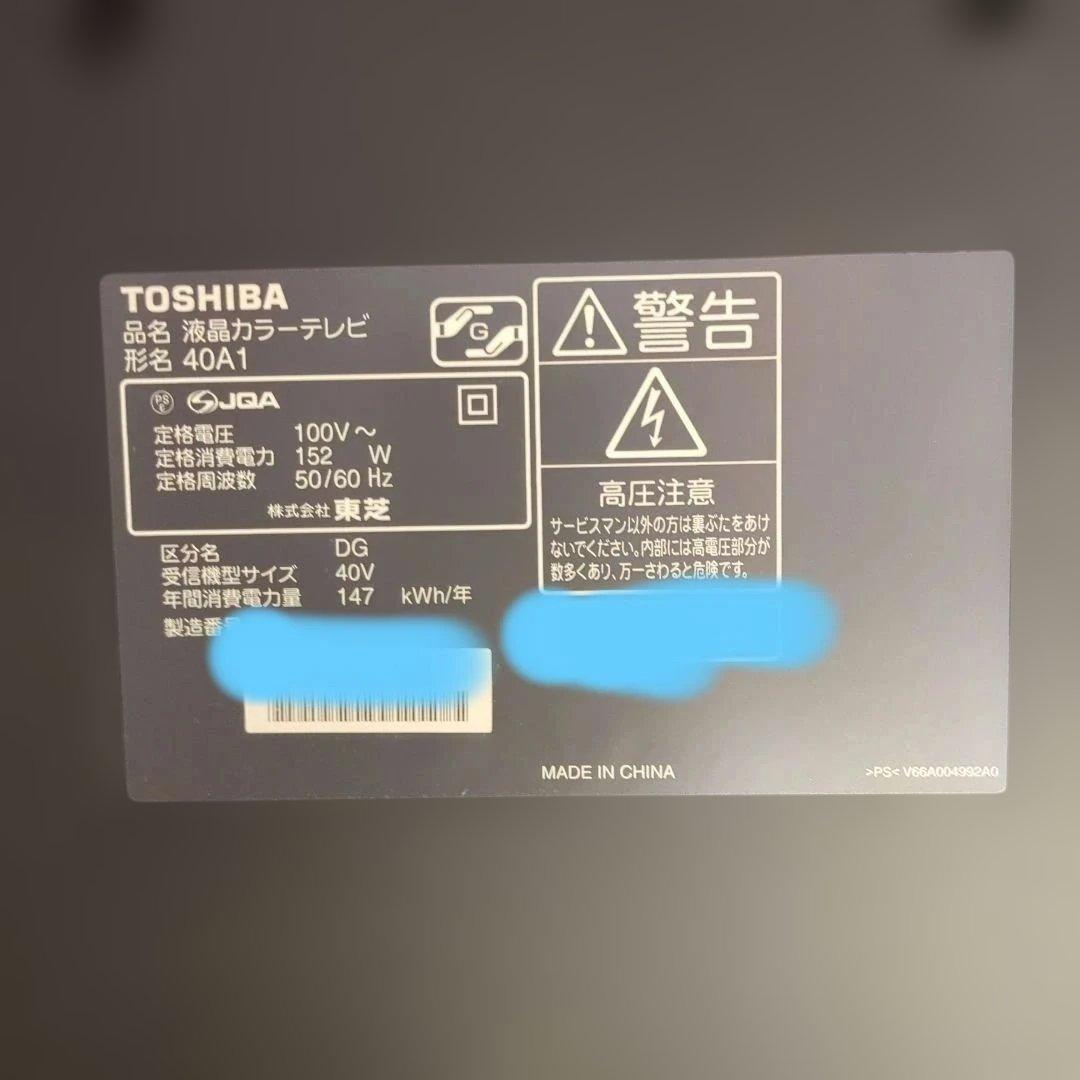 TOSHIBA
品名 液晶カラーテレビ
形名 40A1
G
PS
E
JQA
定格電圧 100V～
定格消費電力 152 W
定格周波数 50/60 Hz
株式会社 東芝
区分名 DG
受信機型サイズ 40V
年間消費電力量 147 kWh/年
製造番
警告
高圧注意
サービスマン以外の方は裏ぶたをあけ
ないでください。内部には高電圧部分が
数多くあり、万一さわると危険です。
MADE IN CHINA
>PS< V66A004992A0